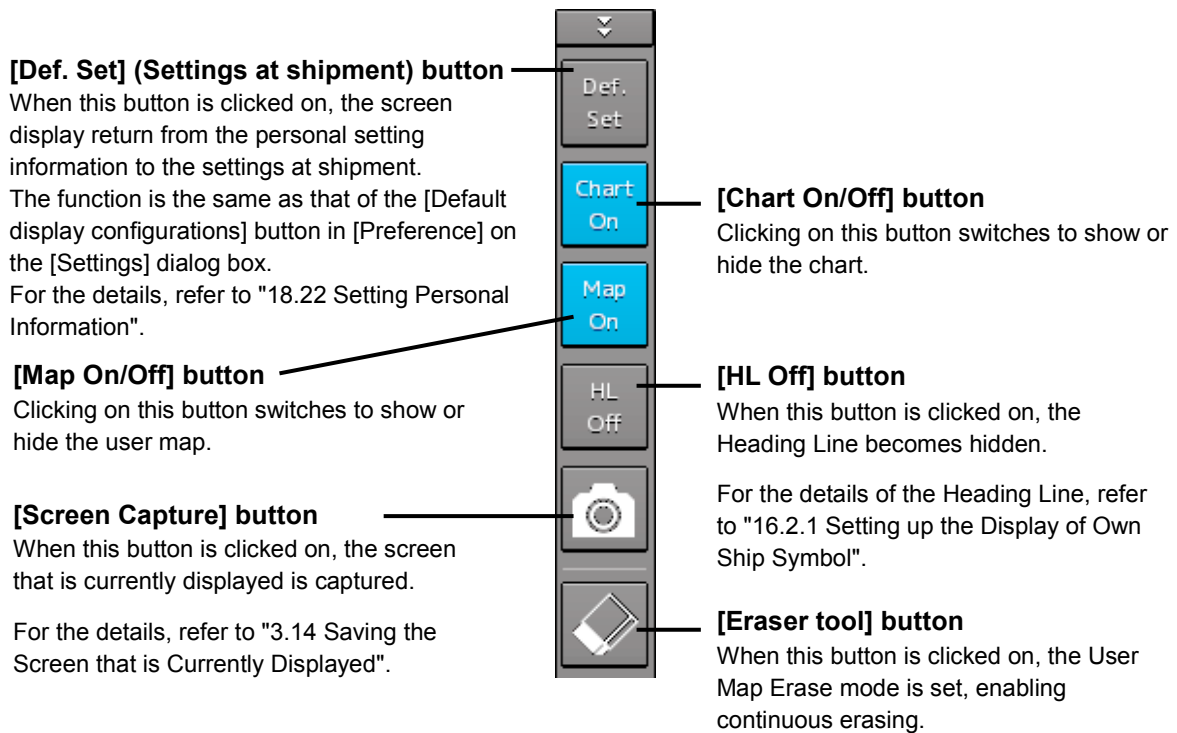 [Def. Set] (Settings at shipment) button
When this button is clicked on, the screen
display return from the personal setting
information to the settings at shipment.
The function is the same as that of the [Default
display configurations] button in [Preference] on
the [Settings] dialog box.
For the details, refer to "18.22 Setting Personal
Information".
[Map On/Off] button
Clicking on this button switches to show or
hide the user map.
[Screen Capture] button
When this button is clicked on, the screen
that is currently displayed is captured.
For the details, refer to "3.14 Saving the
Screen that is Currently Displayed".
Def.
Set
Chart
On
Map
On
HL
Off
[Chart On/Off] button
Clicking on this button switches to show or
hide the chart.
[HL Off] button
When this button is clicked on, the
Heading Line becomes hidden.
For the details of the Heading Line, refer
to "16.2.1 Setting up the Display of Own
Ship Symbol".
[Eraser tool] button
When this button is clicked on, the User
Map Erase mode is set, enabling
continuous erasing.